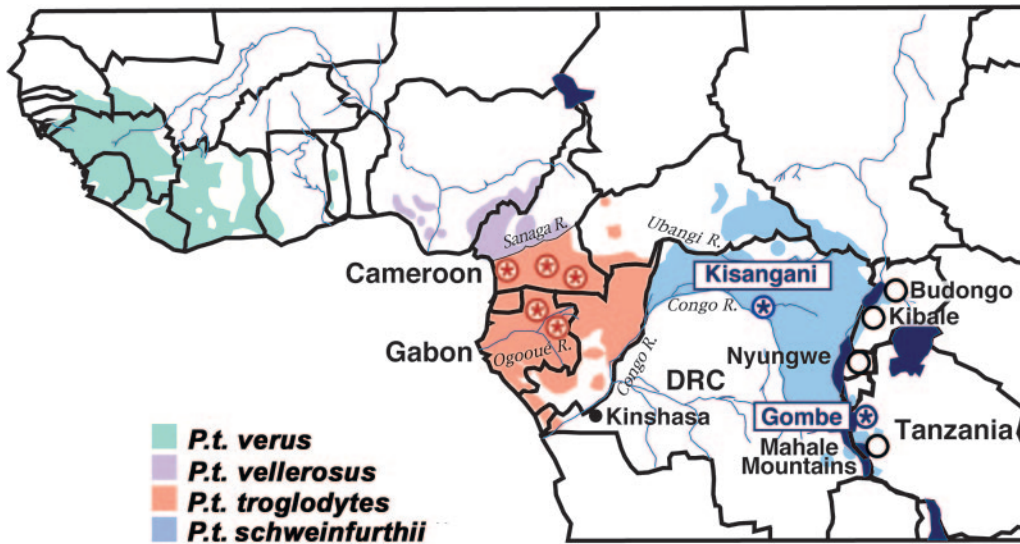 Sanaga R.
Ubangi R.
Cameroon
Kisangani
Budongo
Congo R.
Kibale
Gabon
Ogooué R.
Congo R.
Nyungwe
DRC
Kinshasa
Gombe
Tanzania
Mahale
Mountains
P.t. verus
P.t. vellerosus
P.t. troglodytes
P.t. schweinfurthii